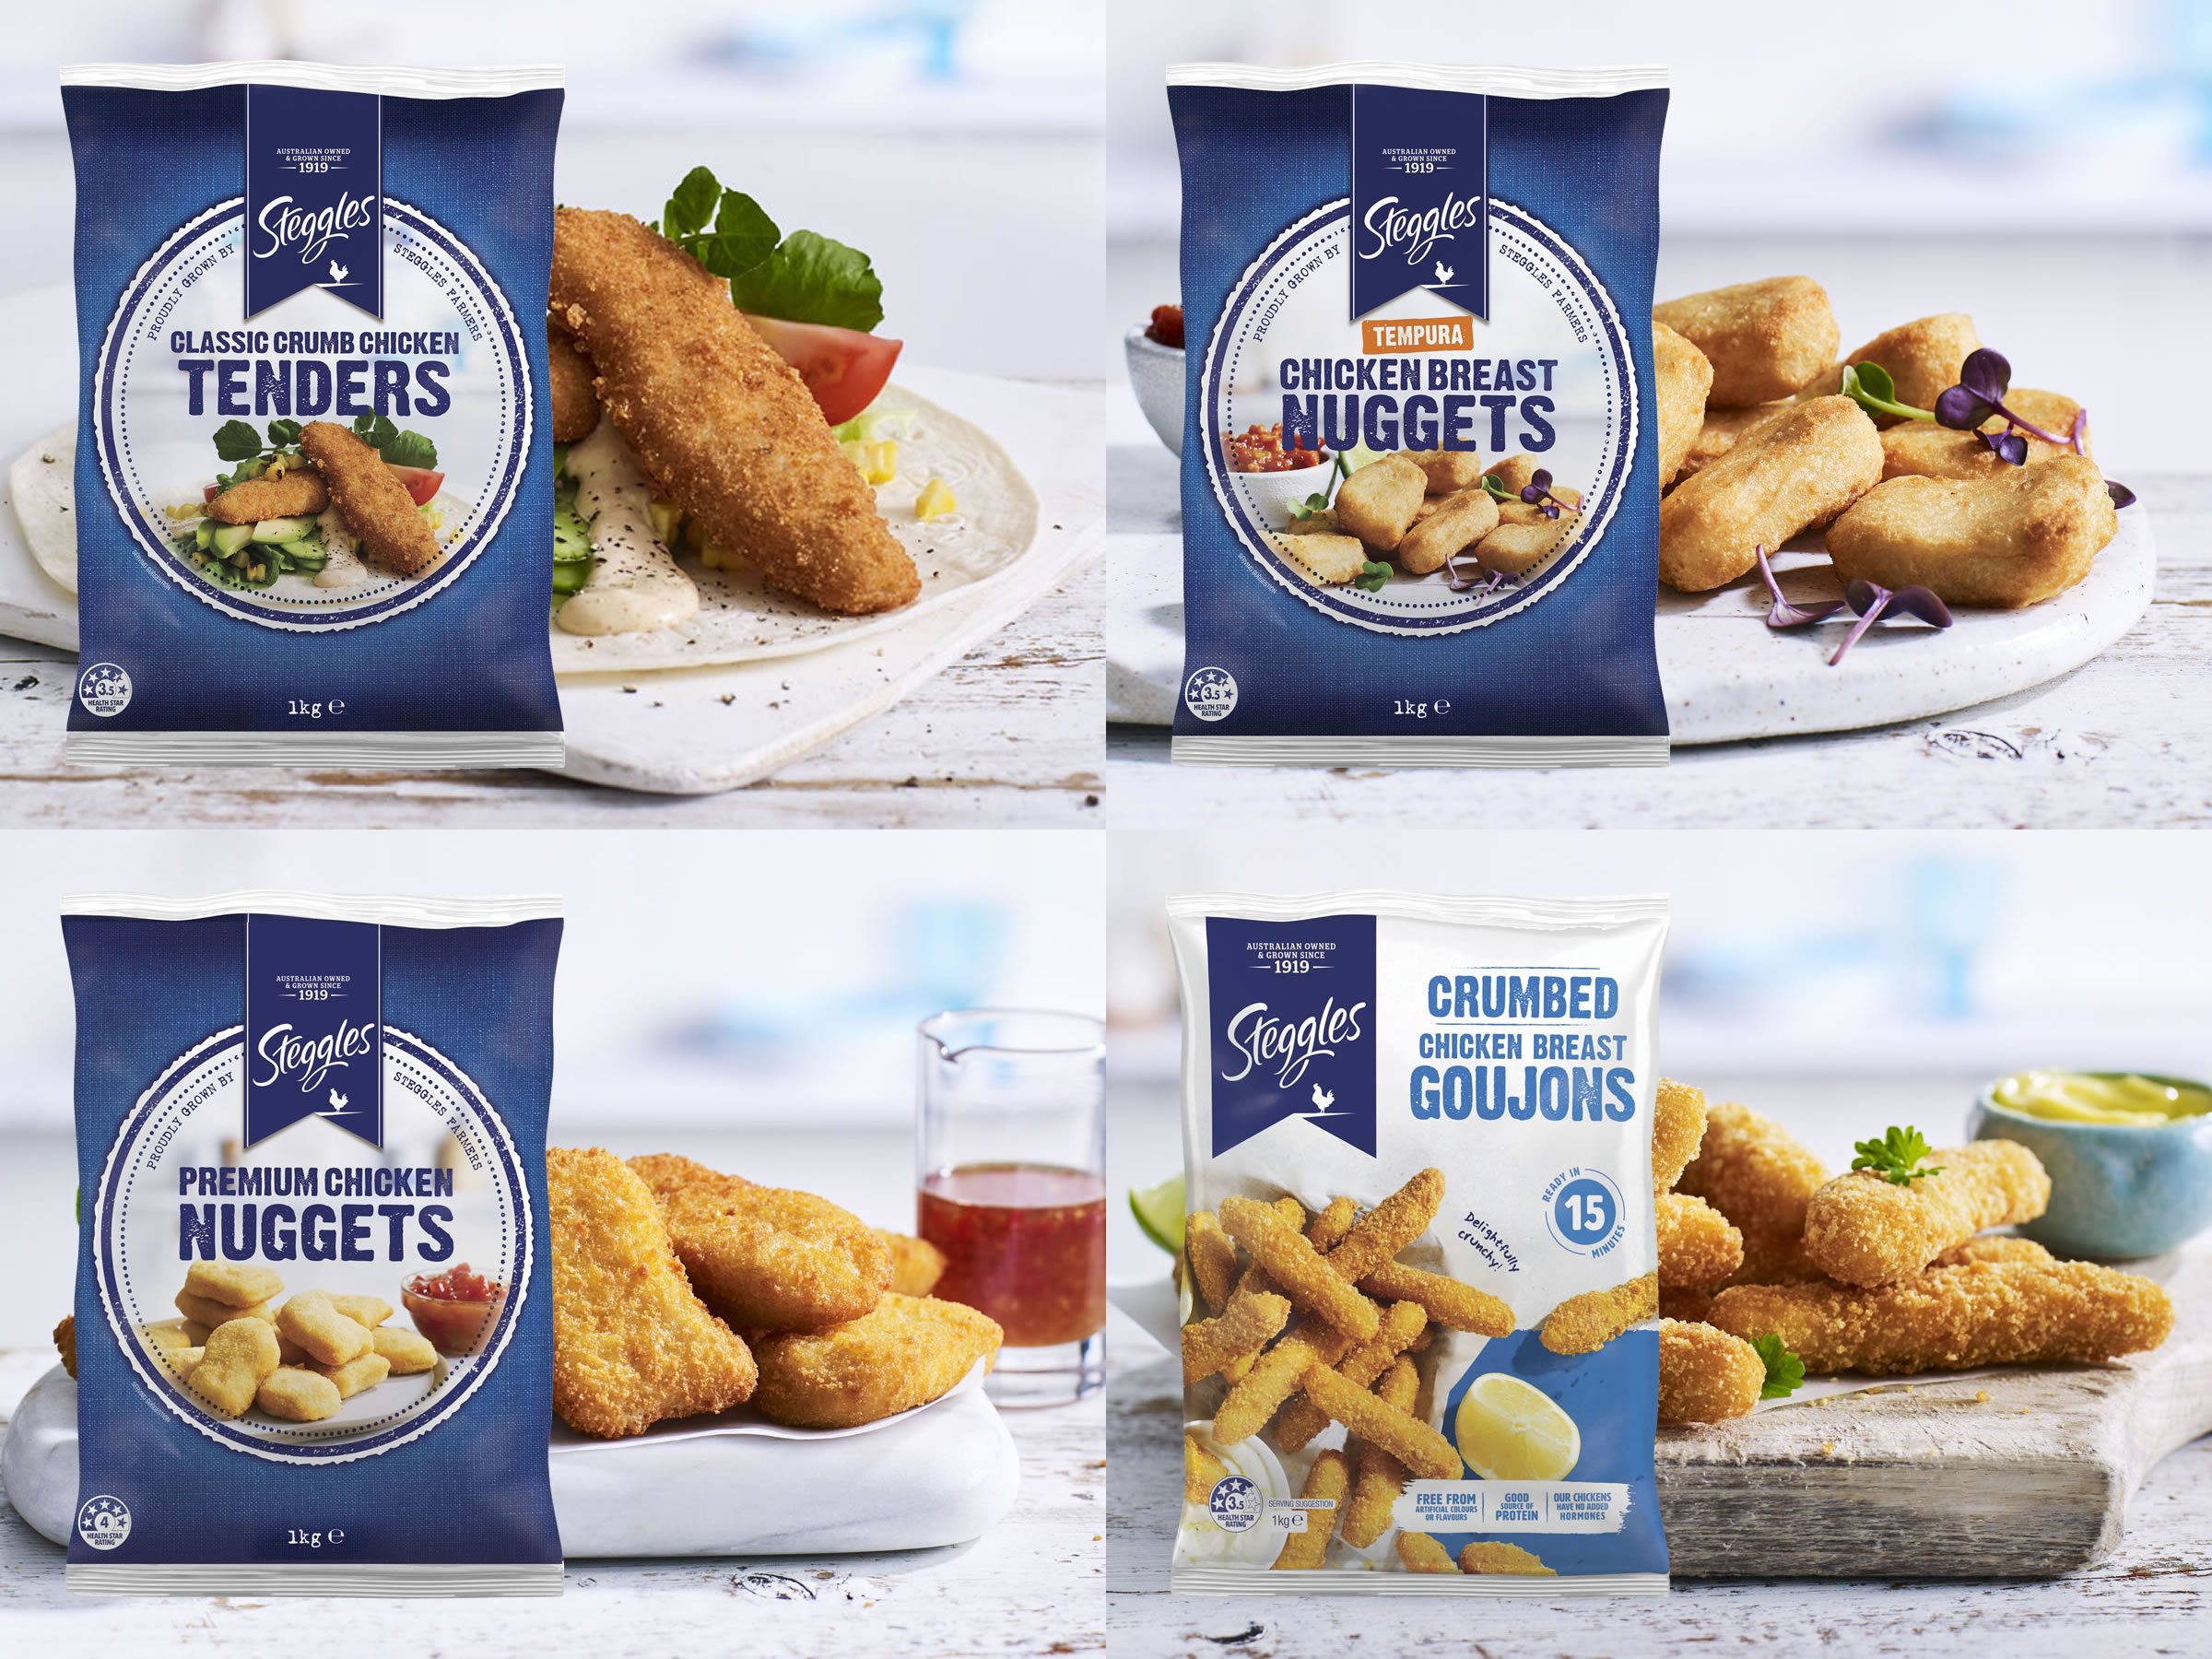 AUSTRALIAN OWNED
& GROWN SINCE
1919
Steggles
PROUDLY GROWN BY
STEGGLES FARMERS
CLASSIC CRUMB CHICKEN
TENDERS
3.5
HEALTH STAR
RATING
1kg e
AUSTRALIAN OWNED
& GROWN SINCE
1919
Steggles
PROUDLY GROWN BY
STEGGLES FARMERS
TEMPURA
CHICKEN BREAST
NUGGETS
3.5
HEALTH STAR
RATING
1kg e
AUSTRALIAN OWNED
& GROWN SINCE
1919
Steggles
PROUDLY GROWN BY
STEGGLES FARMERS
PREMIUM CHICKEN
NUGGETS
4
HEALTH STAR
RATING
1kg e
AUSTRALIAN OWNED
& GROWN SINCE
1919
Steggles
CRUMBED
CHICKEN BREAST
GOUJONS
READY IN
15
MINUTES
Delightfully
crunchy!
3.5
HEALTH STAR
RATING
SERVING SUGGESTION
1kg e
FREE FROM
ARTIFICIAL COLOURS
OR FLAVOURS
GOOD
SOURCE OF
PROTEIN
OUR CHICKENS
HAVE NO ADDED
HORMONES